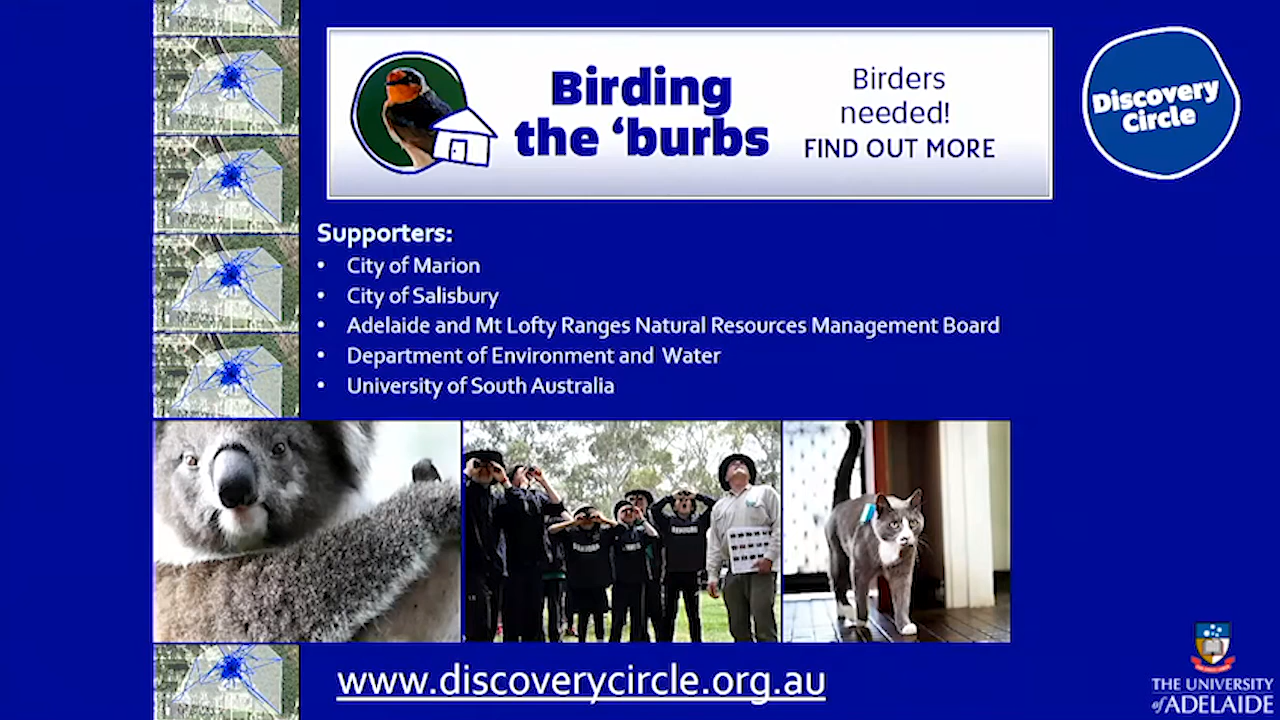 Birding
the ‘burbs
Birders
needed!
FIND OUT MORE
Discovery
Circle
Supporters:
• City of Marion
• City of Salisbury
• Adelaide and Mt Lofty Ranges Natural Resources Management Board
• Department of Environment and Water
• University of South Australia
www.discoverycircle.org.au
THE UNIVERSITY
of ADELAIDE